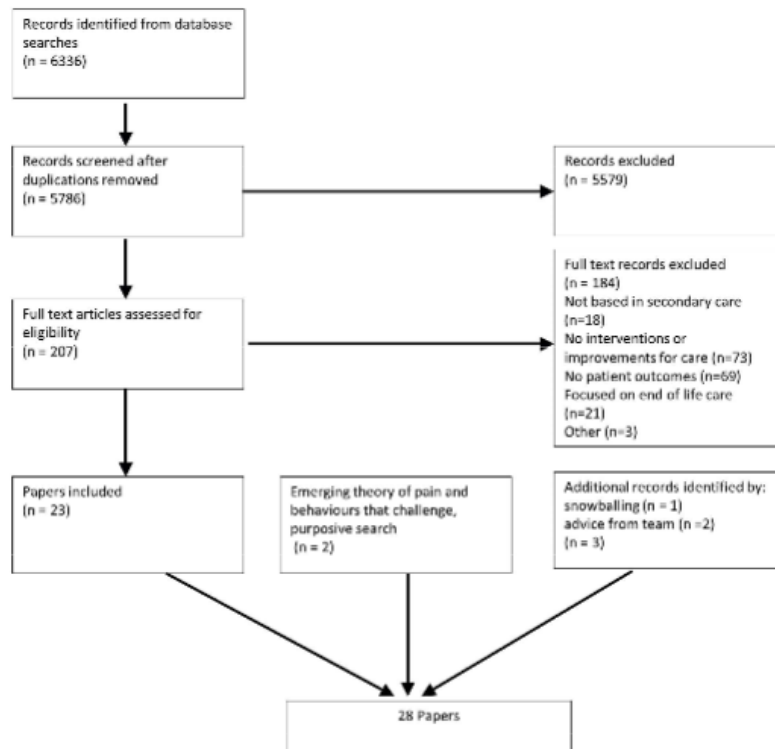 Records identified from database
searches
(n = 6336)
Records screened after
duplications removed
(n = 5786)
Records excluded
(n = 5579)
Full text articles assessed for
eligibility
(n = 207)
Full text records excluded
(n = 184)
Not based in secondary care
(n=18)
No interventions or
improvements for care (n=73)
No patient outcomes (n=69)
Focused on end of life care
(n=21)
Other (n=3)
Papers included
(n = 23)
Emerging theory of pain and
behaviours that challenge,
purposive search
(n = 2)
Additional records identified by:
snowballing (n = 1)
advice from team (n =2)
(n = 3)
28 Papers